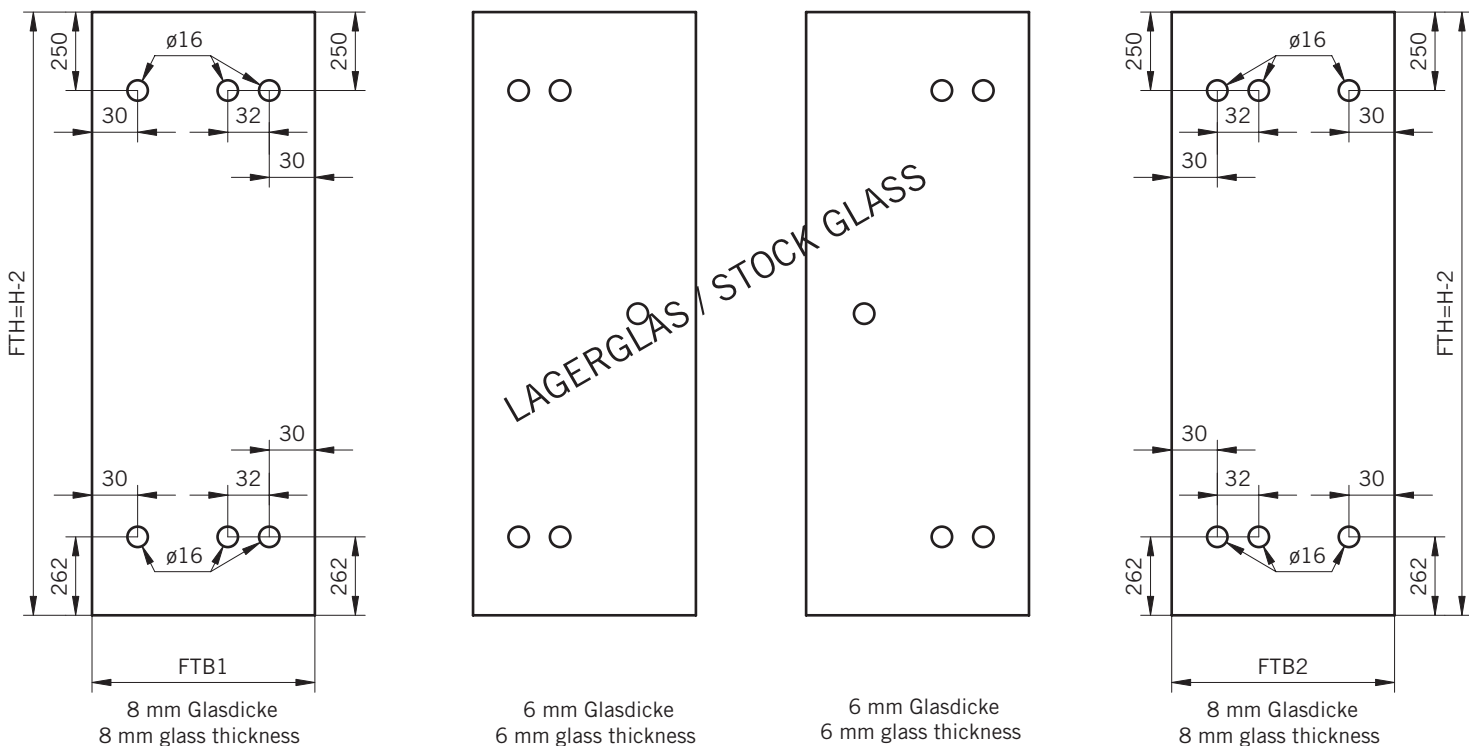 250
ø16
250
ø16
30
32
32
30
30
30
LAGERGLAS / STOCK GLASS
FTH=H-2
FTH=H-2
30
30
30
32
32
30
262
ø16
262
262
ø16
262
FTB1
FTB2
8 mm Glasdicke
8 mm glass thickness
6 mm Glasdicke
6 mm glass thickness
6 mm Glasdicke
6 mm glass thickness
8 mm Glasdicke
8 mm glass thickness